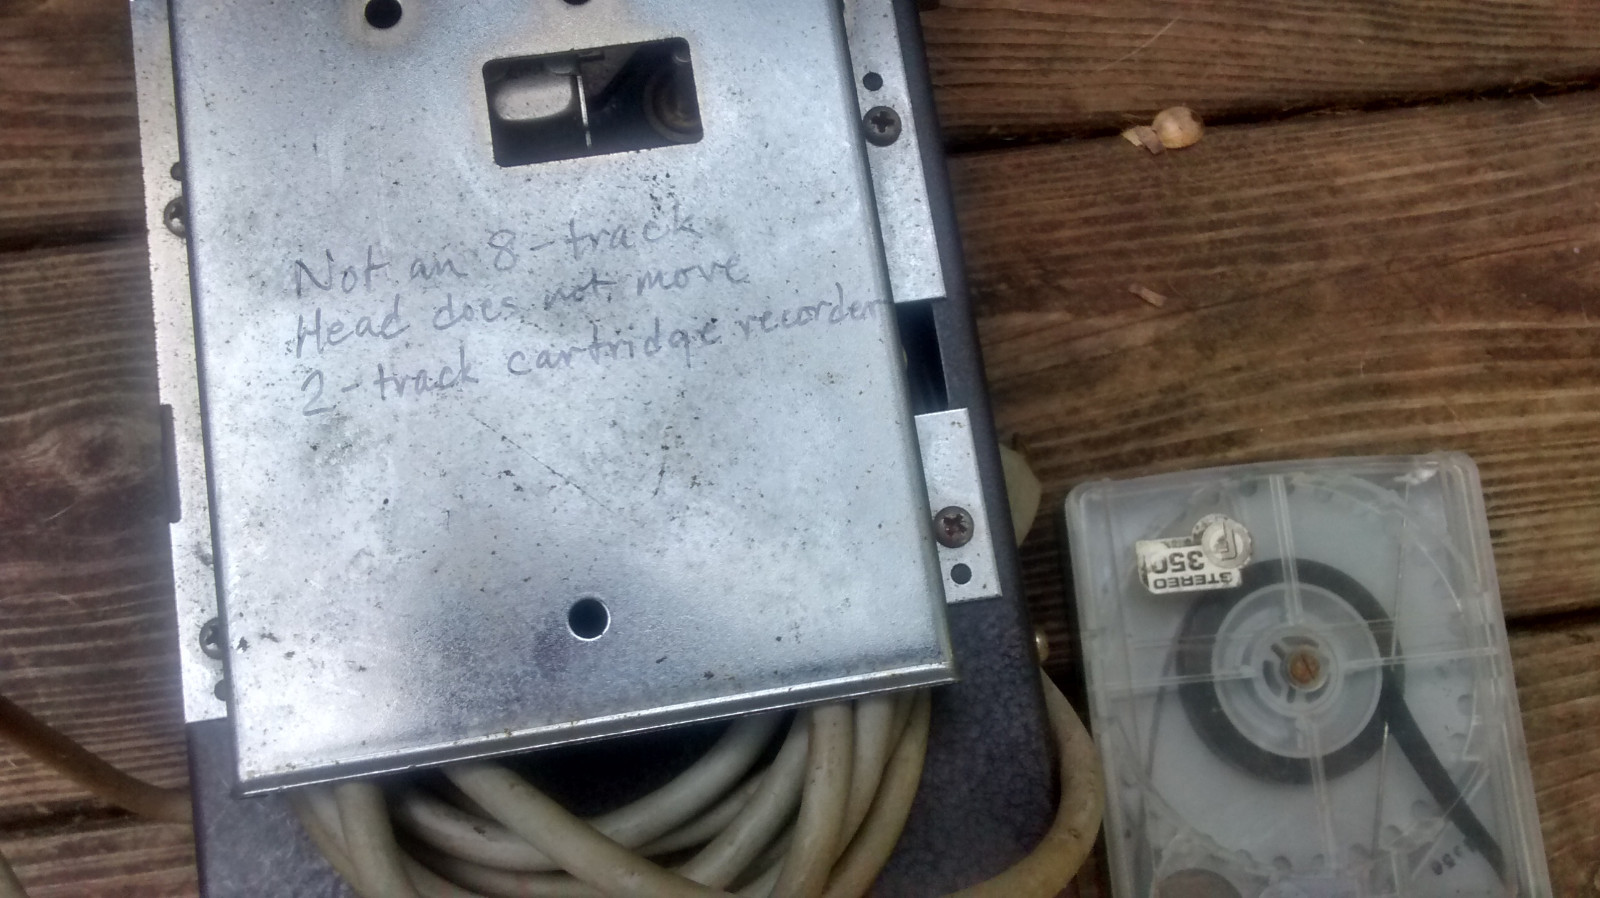 Not an 8-track
Head does not move
2-track cartridge recorder
STEREO
350